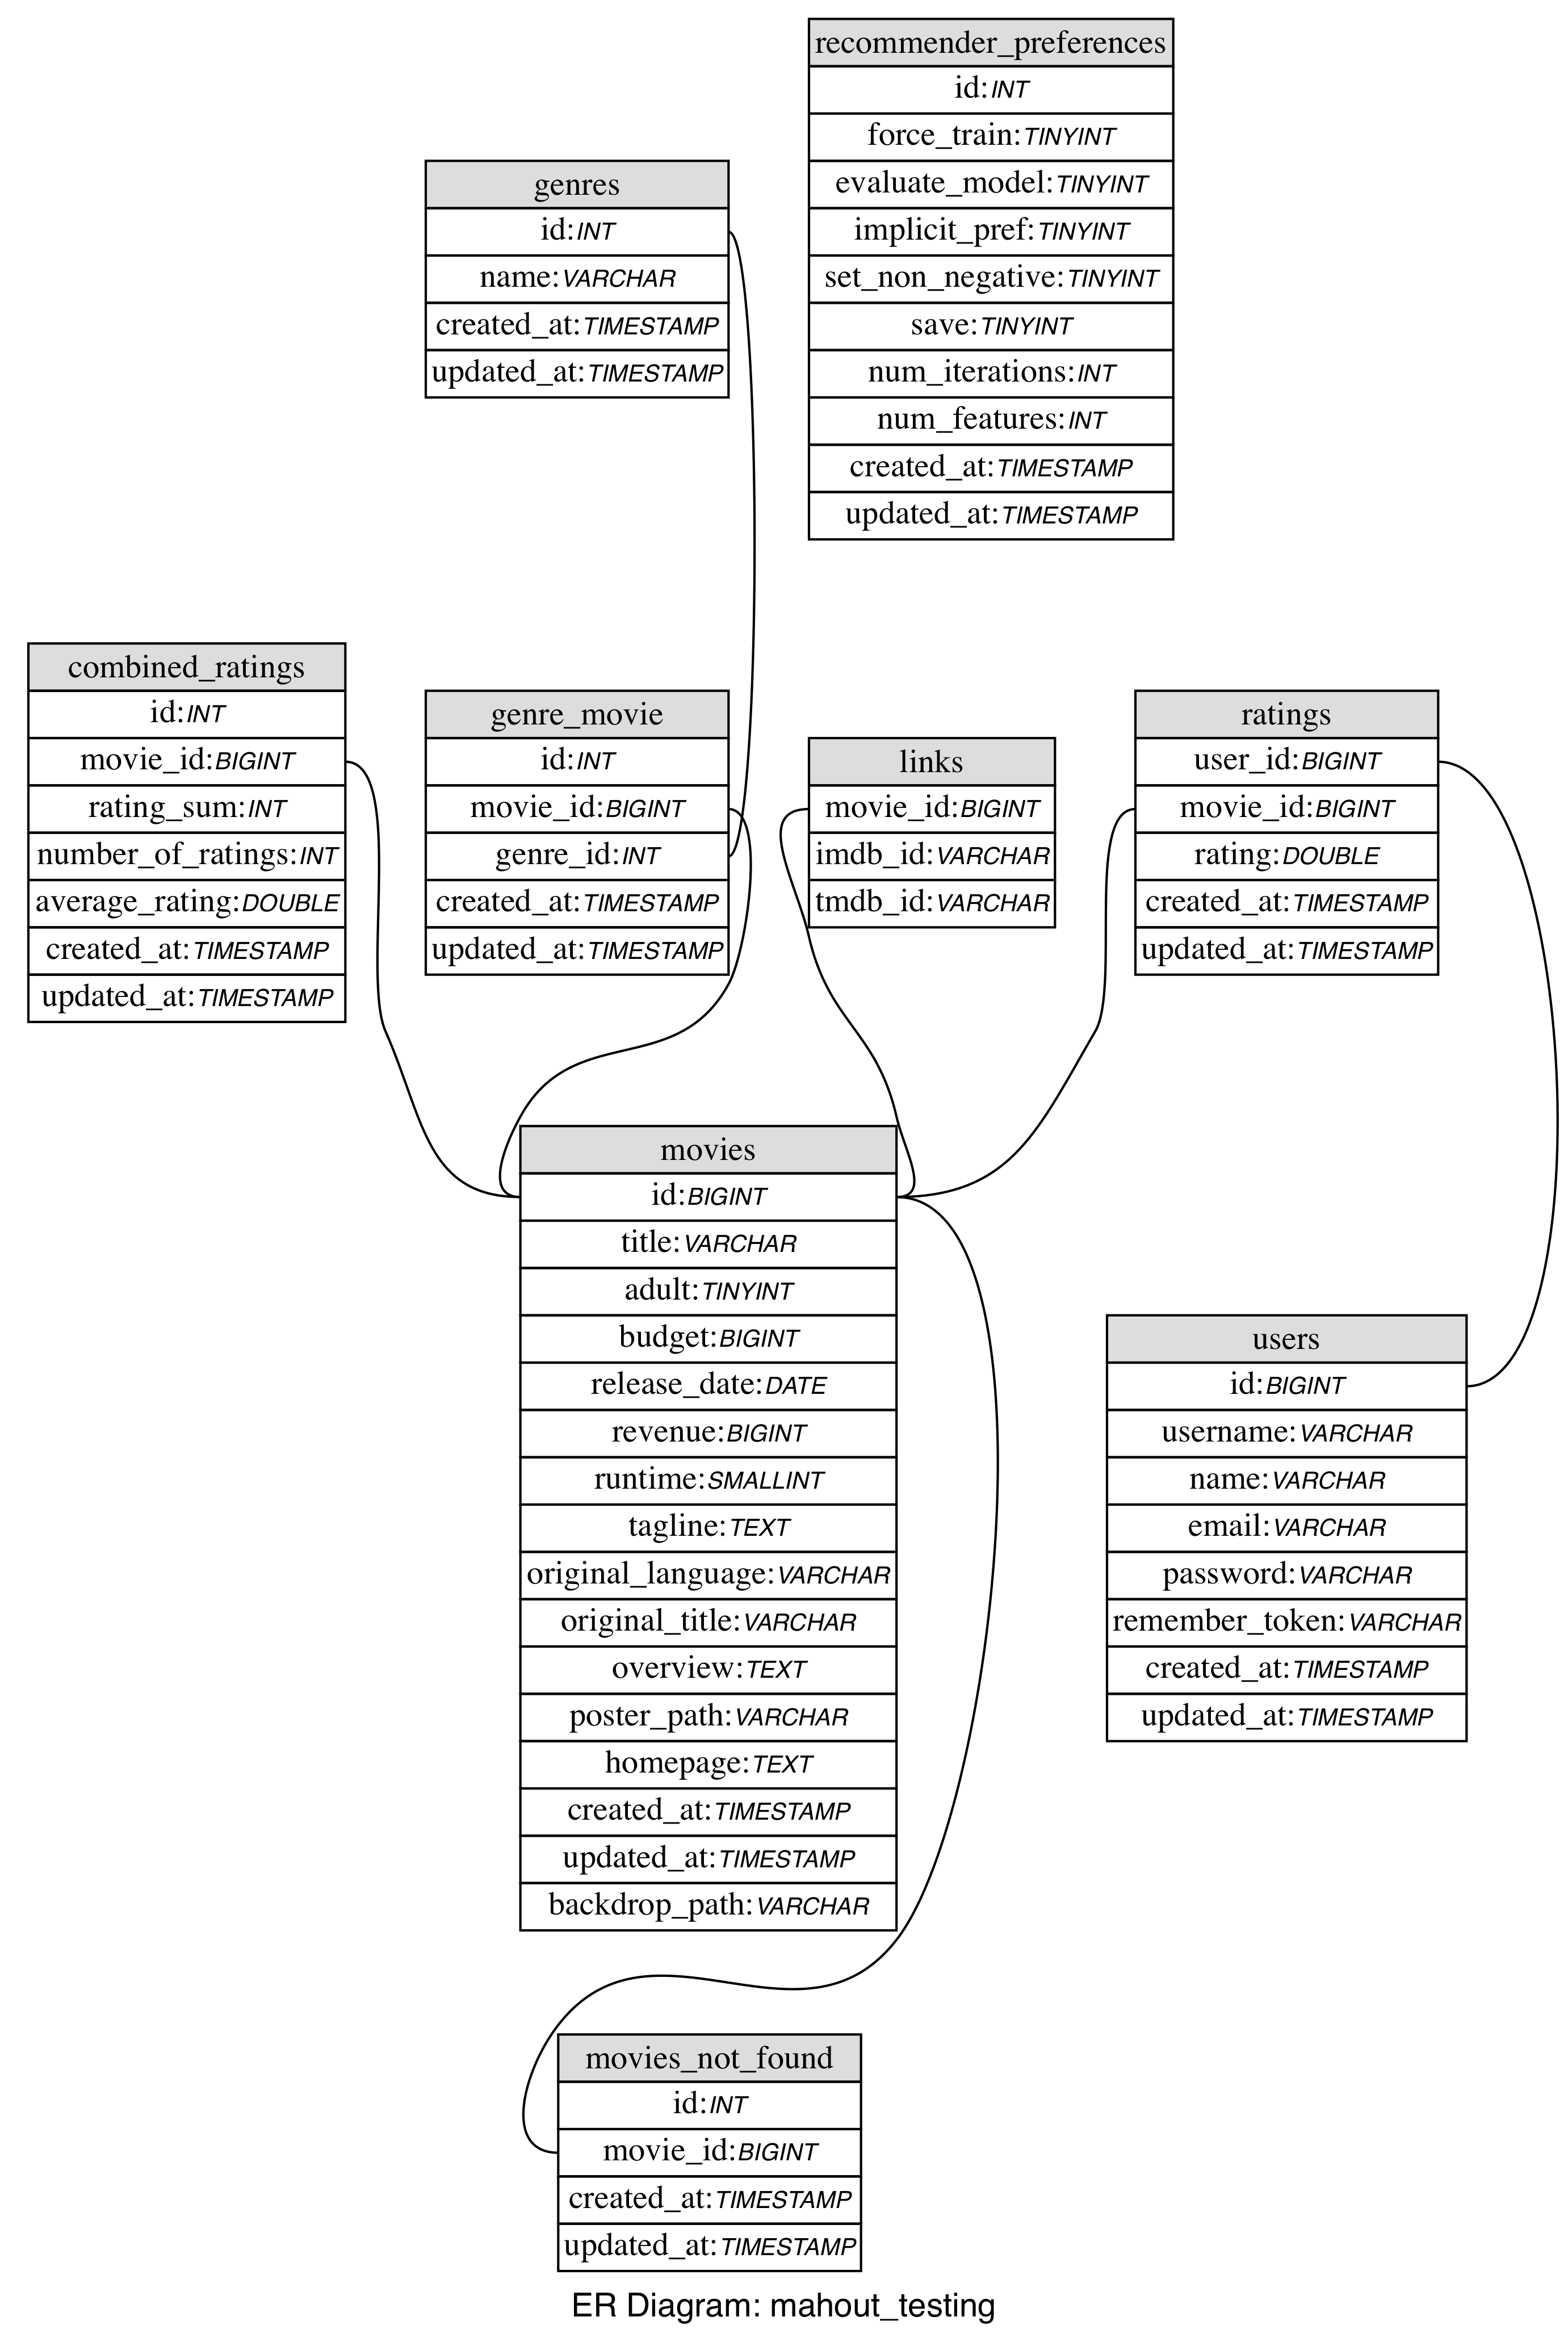 recommender_preferences
id:INT
force_train:TINYINT
evaluate_model:TINYINT
implicit_pref:TINYINT
set_non_negative:TINYINT
save:TINYINT
num_iterations:INT
num_features:INT
created_at:TIMESTAMP
updated_at:TIMESTAMP
genres
id:INT
name:VARCHAR
created_at:TIMESTAMP
updated_at:TIMESTAMP
combined_ratings
id:INT
movie_id:BIGINT
rating_sum:INT
number_of_ratings:INT
average_rating:DOUBLE
created_at:TIMESTAMP
updated_at:TIMESTAMP
genre_movie
id:INT
movie_id:BIGINT
genre_id:INT
created_at:TIMESTAMP
updated_at:TIMESTAMP
links
movie_id:BIGINT
imdb_id:VARCHAR
tmdb_id:VARCHAR
ratings
user_id:BIGINT
movie_id:BIGINT
rating:DOUBLE
created_at:TIMESTAMP
updated_at:TIMESTAMP
movies
id:BIGINT
title:VARCHAR
adult:TINYINT
budget:BIGINT
release_date:DATE
revenue:BIGINT
runtime:SMALLINT
tagline:TEXT
original_language:VARCHAR
original_title:VARCHAR
overview:TEXT
poster_path:VARCHAR
homepage:TEXT
created_at:TIMESTAMP
updated_at:TIMESTAMP
backdrop_path:VARCHAR
users
id:BIGINT
username:VARCHAR
name:VARCHAR
email:VARCHAR
password:VARCHAR
remember_token:VARCHAR
created_at:TIMESTAMP
updated_at:TIMESTAMP
movies_not_found
id:INT
movie_id:BIGINT
created_at:TIMESTAMP
updated_at:TIMESTAMP
ER Diagram: mahout_testing